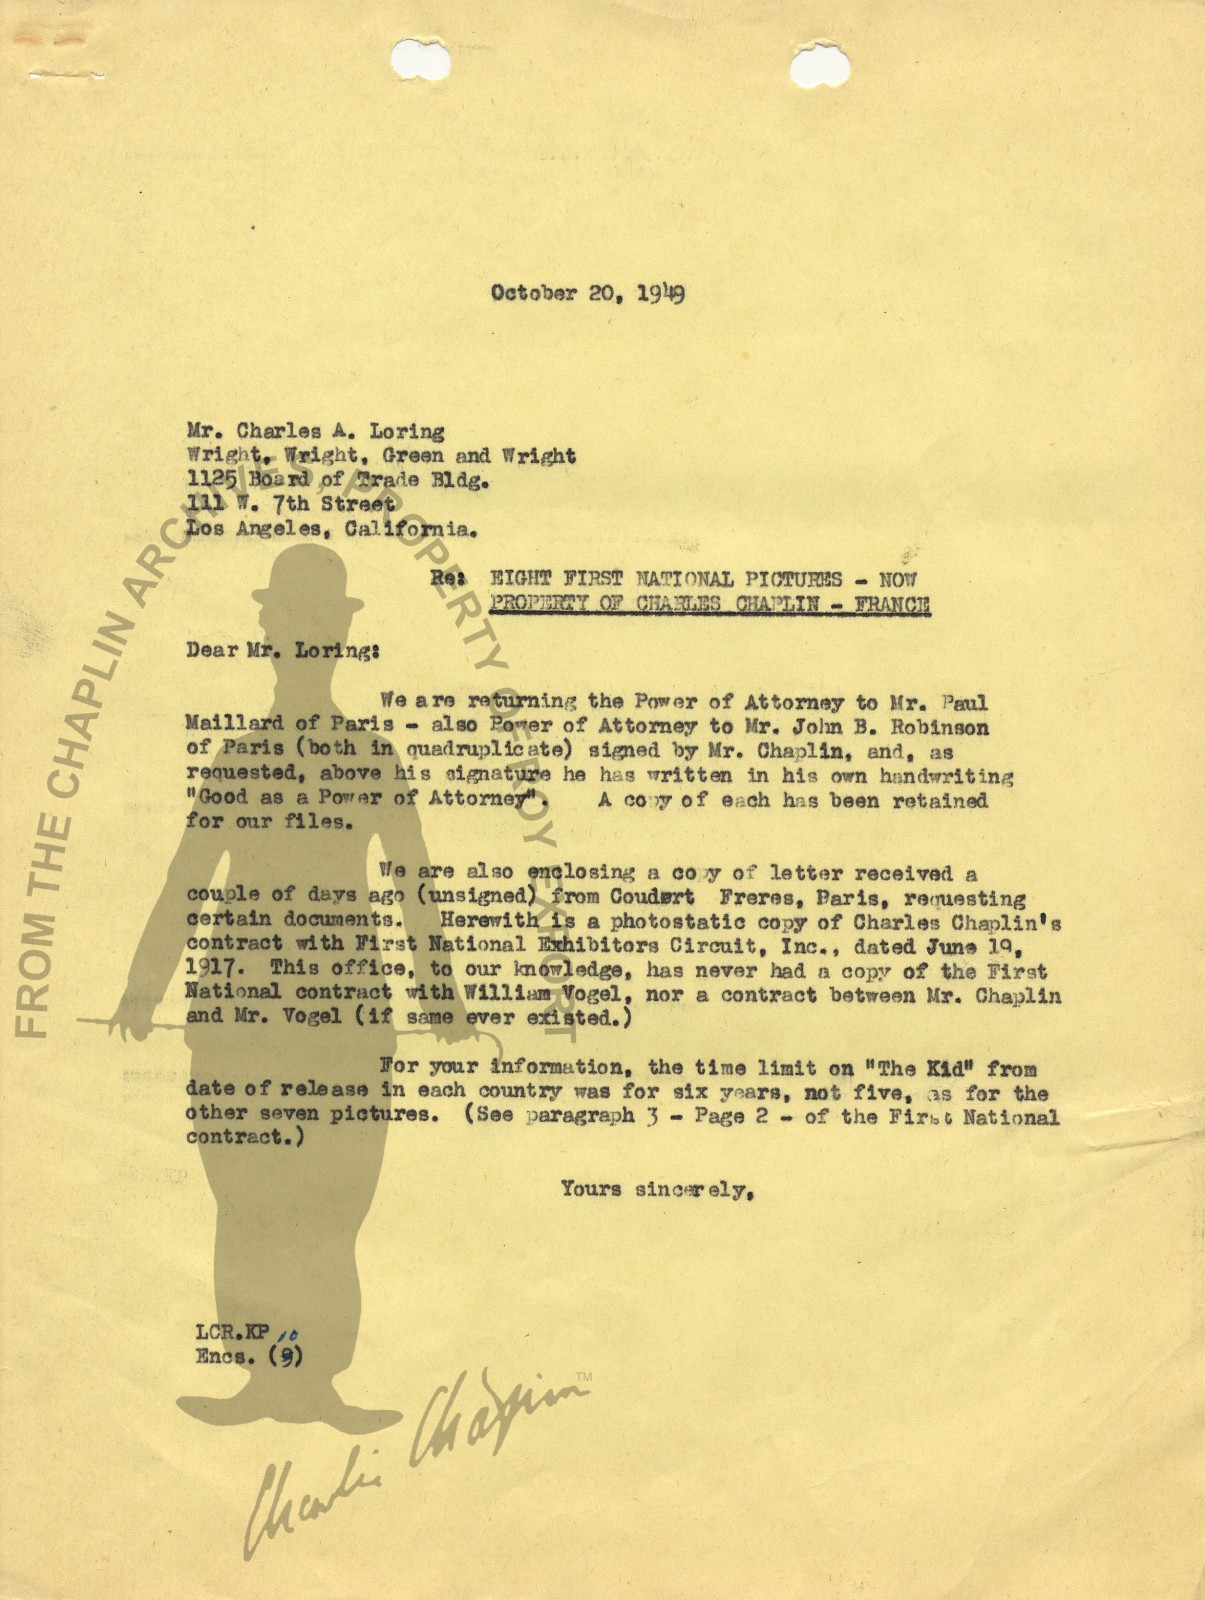 October 20, 1949
Mr. Charles A. Loring
Wright, Wright, Green and Wright
1125 Board of Trade Bldg.
111 W. 7th Street
Los Angeles, California.
Re: EIGHT FIRST NATIONAL PICTURES - NOW
PROPERTY OF CHARLES CHAPLIN - FRANCE
Dear Mr. Loring:
We are returning the Power of Attorney to Mr. Paul
Maillard of Paris - also Power of Attorney to Mr. John B. Robinson
of Paris (both in quadruplicate) signed by Mr. Chaplin, and, as
requested, above his signature he has written in his own handwriting
"Good as a Power of Attorney". A copy of each has been retained
for our files.
We are also enclosing a copy of letter received a
couple of days ago (unsigned) from Coudert Freres, Paris, requesting
certain documents. Herewith is a photostatic copy of Charles Chaplin's
contract with First National Exhibitors Circuit, Inc., dated June 19,
1917. This office, to our knowledge, has never had a copy of the First
National contract with William Vogel, nor a contract between Mr. Chaplin
and Mr. Vogel (if same ever existed.)
For your information, the time limit on "The Kid" from
date of release in each country was for six years, not five, as for the
other seven pictures. (See paragraph 3 - Page 2 - of the First National
contract.)
Yours sincerely,
LCR.KP
10
Encs. (9)
FROM THE CHAPLIN ARCHIVES, PROPERTY OF ROY EXPORT
Charlie Chaplin TM